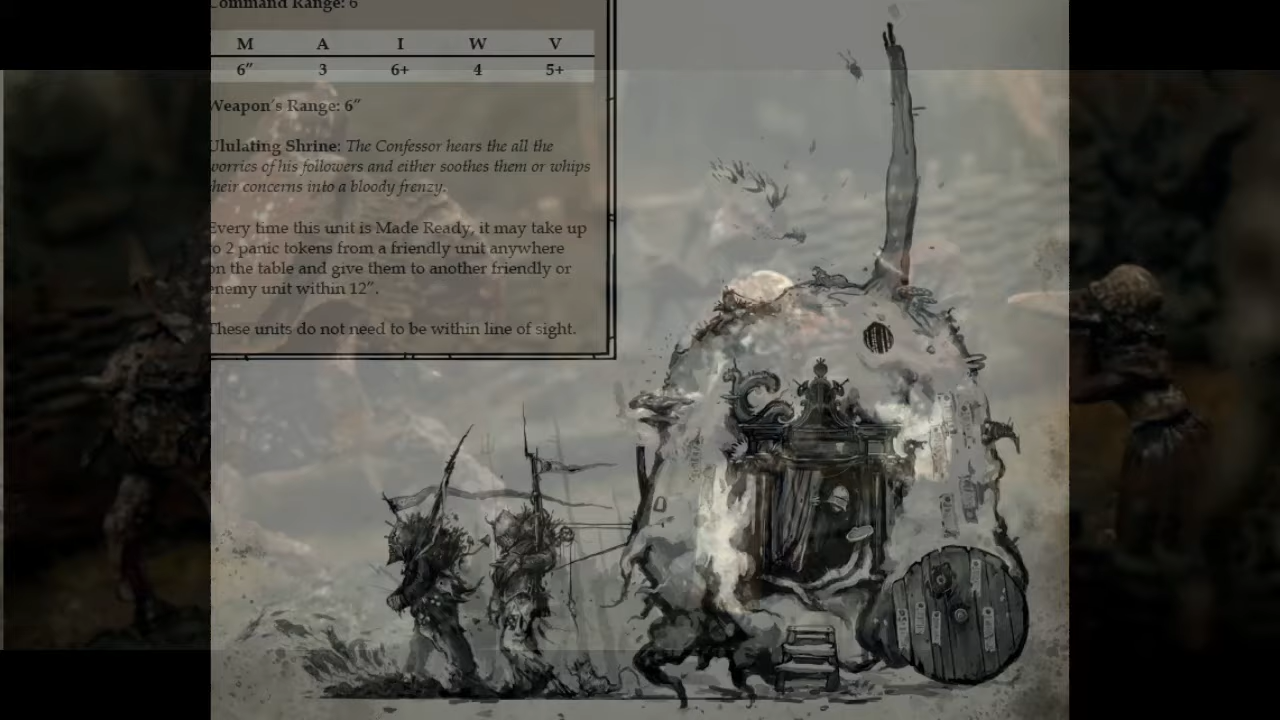 Command Range: 6
M A I W V
6" 3 6+ 4 5+
Weapon's Range: 6"
Ululating Shrine: The Confessor hears the all the
worries of his followers and either soothes them or whips
their concerns into a bloody frenzy.
Every time this unit is Made Ready, it may take up
to 2 panic tokens from a friendly unit anywhere
on the table and give them to another friendly or
enemy unit within 12".
These units do not need to be within line of sight.